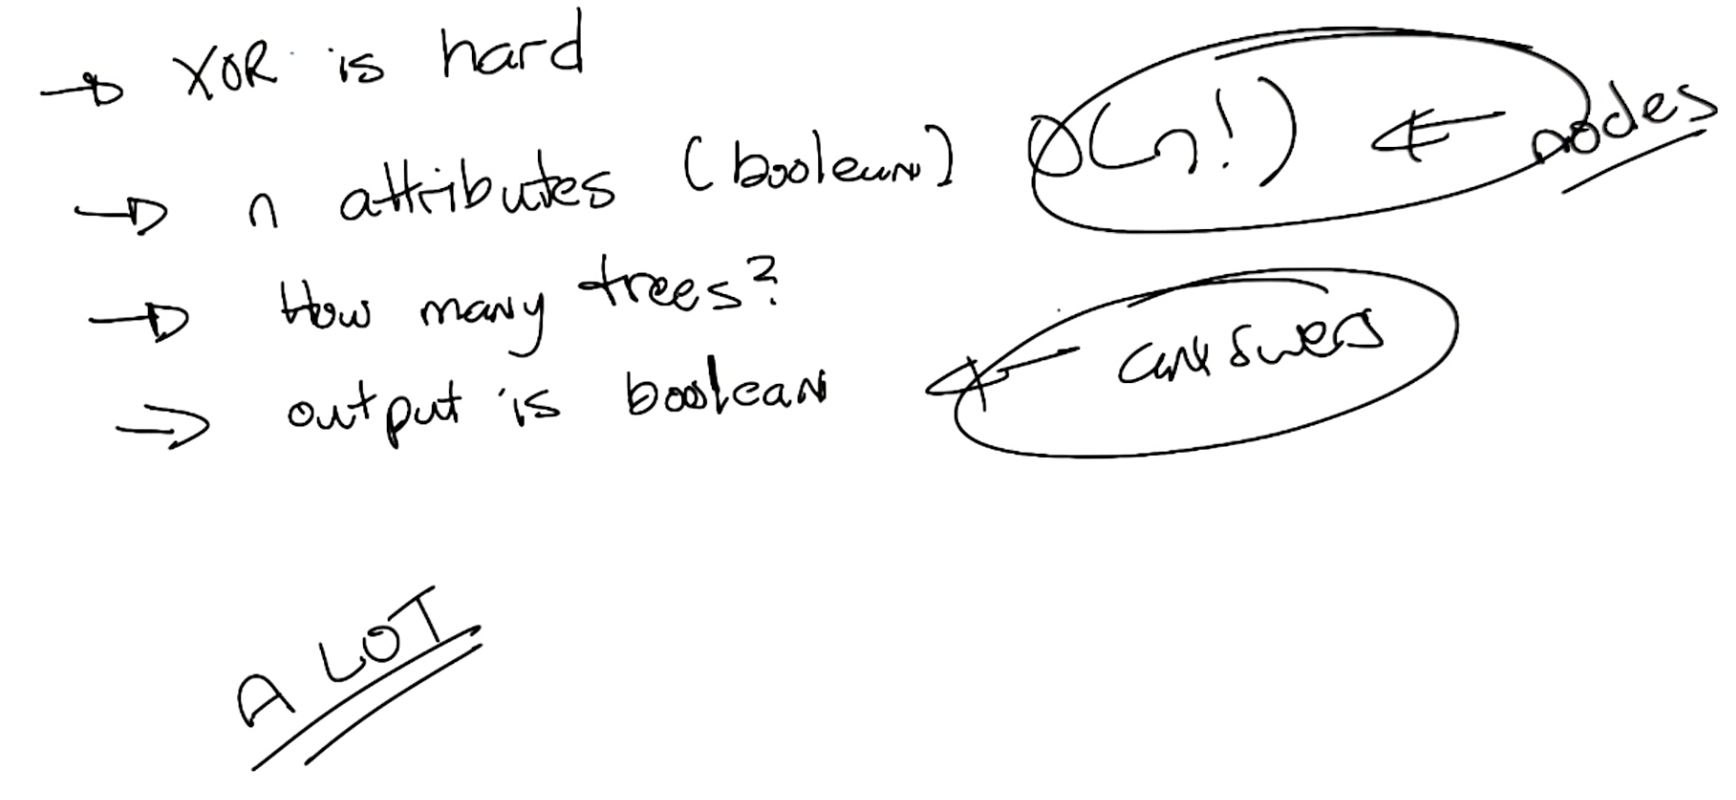 → XOR is hard
→ n attributes (boolean) O(n!) ← nodes
→ How many trees?
→ output is boolean ← answers
A LOT